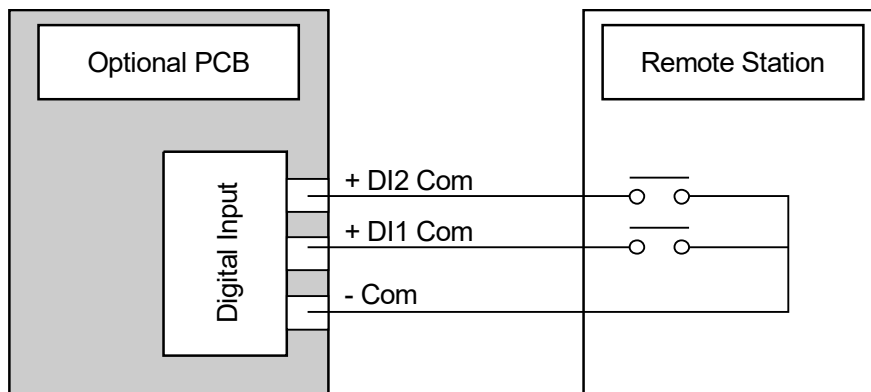 Optional PCB
Remote Station
Digital Input
+ DI2 Com
+ DI1 Com
- Com